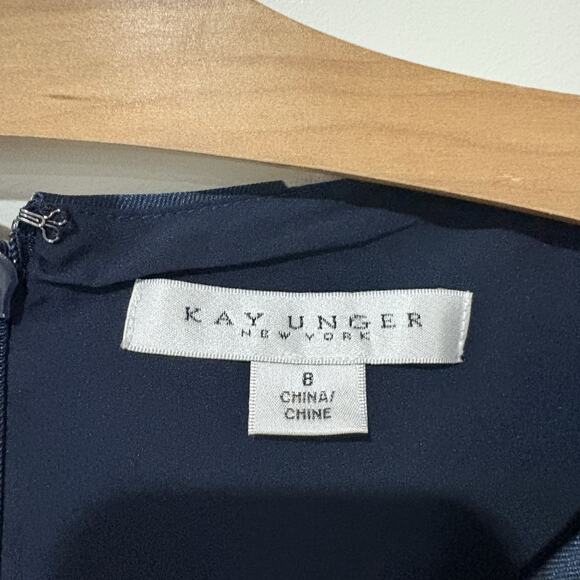 KAY UNGER
NEW YORK
8
CHINA/
CHINE